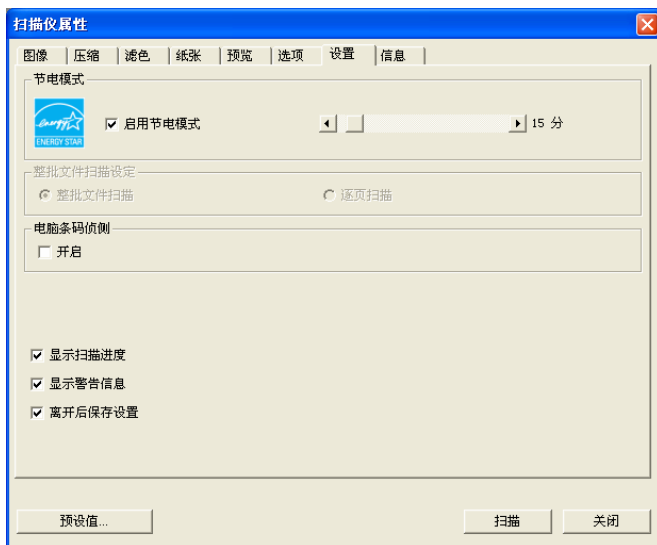 扫描仪属性
图像 压缩 滤色 纸张 预览 选项 设置 信息
节电模式
energy
ENERGY STAR
启用节电模式 15 分
整批文件扫描设定
整批文件扫描 逐页扫描
电脑条码侦侧
开启
显示扫描进度
显示警告信息
离开后保存设置
预设值... 扫描 关闭